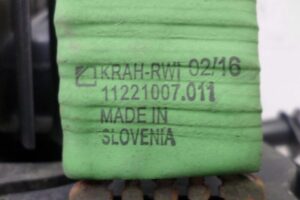 KRAH-RWI 02/16
11221007.011
MADE IN
SLOVENIA